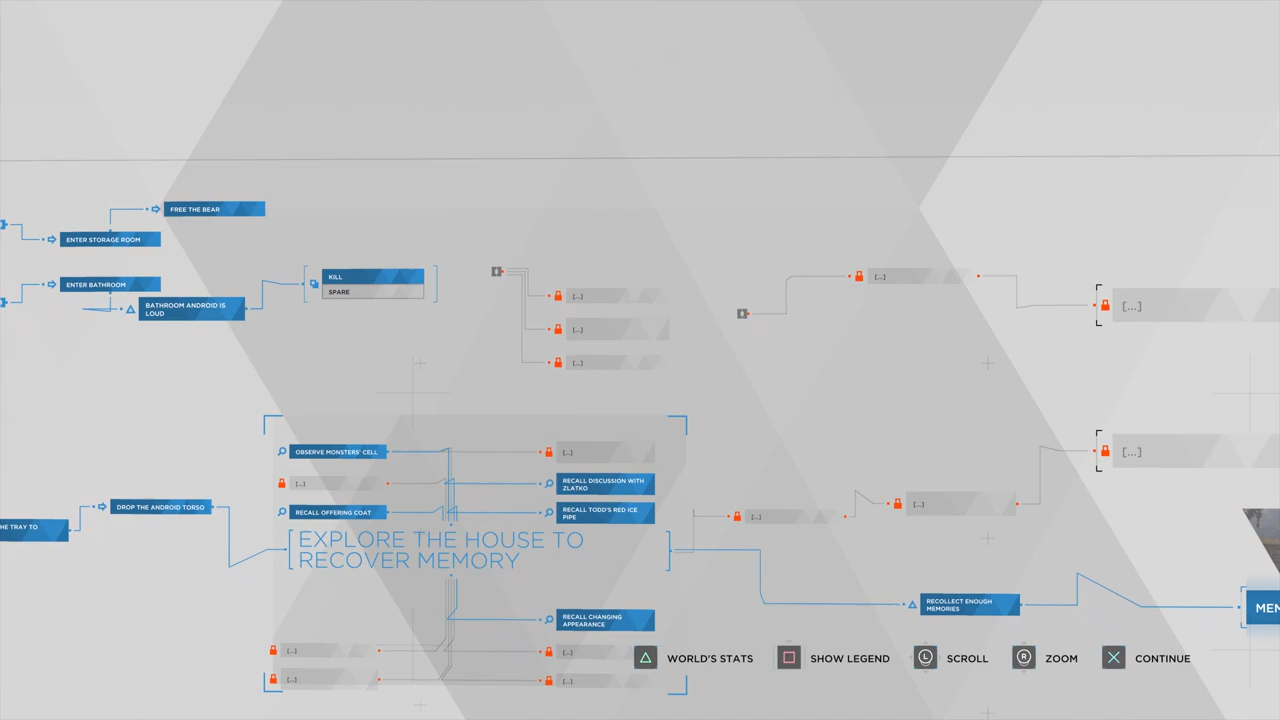 FREE THE BEAR
ENTER STORAGE ROOM
ENTER BATHROOM
BATHROOM ANDROID IS
LOUD
KILL
SPARE
[...]
[...]
[...]
[...]
[...]
[...]
OBSERVE MONSTERS' CELL
[...]
[...]
RECALL DISCUSSION WITH
ZLATKO
RECALL OFFERING COAT
RECALL TODD'S RED ICE
PIPE
HE TRAY TO
DROP THE ANDROID TORSO
EXPLORE THE HOUSE TO
RECOVER MEMORY
[...]
[...]
RECOLLECT ENOUGH
MEMORIES
MEN
RECALL CHANGING
APPEARANCE
[...]
[...]
[...]
[...]
WORLD'S STATS
SHOW LEGEND
L
SCROLL
R
ZOOM
CONTINUE